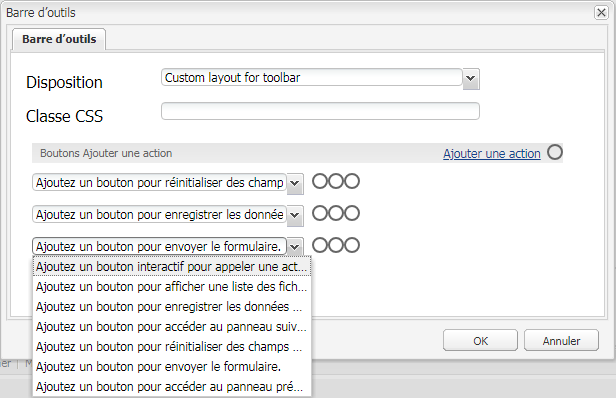 Barre d'outils
Barre d'outils
Disposition
Custom layout for toolbar
Classe CSS
Boutons Ajouter une action
Ajouter une action
Ajoutez un bouton pour réinitialiser des champ
Ajoutez un bouton pour enregistrer les donnée
Ajoutez un bouton pour envoyer le formulaire.
Ajoutez un bouton interactif pour appeler une act...
Ajoutez un bouton pour afficher une liste des fich...
Ajoutez un bouton pour enregistrer les données ...
Ajoutez un bouton pour accéder au panneau suiv...
Ajoutez un bouton pour réinitialiser des champs ...
Ajoutez un bouton pour envoyer le formulaire.
Ajoutez un bouton pour accéder au panneau pré...
OK
Annuler